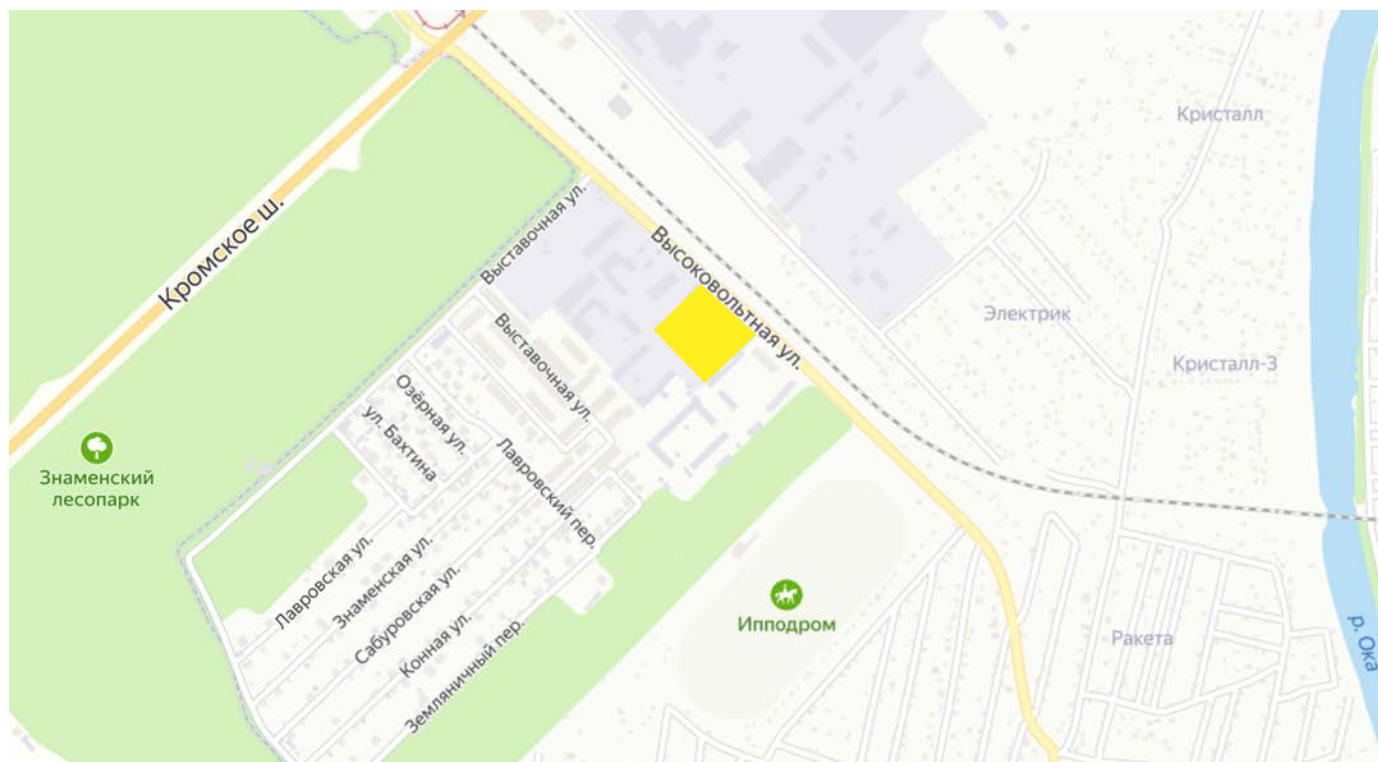 Кристалл
Кромское ш.
Выставочная ул.
Высоковольтная ул.
Электрик
Выставочная ул.
Кристалл-3
Озёрная ул.
ул. Бахтина
Знаменский
лесопарк
Лавровский пер.
Лавровская ул.
Знаменская ул.
Сабуровская ул.
Конная ул.
Земляничный пер.
Ипподром
Ракета
р. Ока